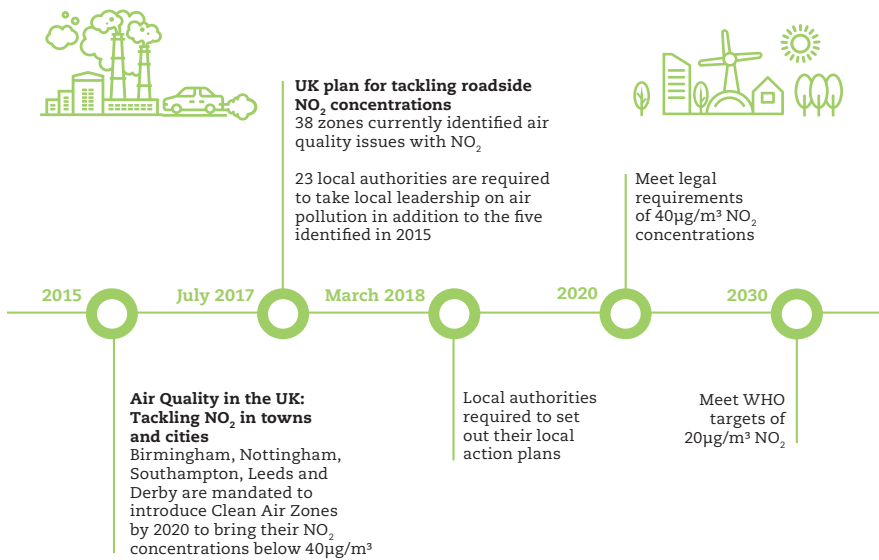 UK plan for tackling roadside
NO₂ concentrations
38 zones currently identified air
quality issues with NO₂
23 local authorities are required
to take local leadership on air
pollution in addition to the five
identified in 2015
Meet legal
requirements
of 40µg/m³ NO₂
concentrations
2015
July 2017
March 2018
2020
2030
Air Quality in the UK:
Tackling NO₂ in towns
and cities
Birmingham, Nottingham,
Southampton, Leeds and
Derby are mandated to
introduce Clean Air Zones
by 2020 to bring their NO₂
concentrations below 40µg/m³
Local authorities
required to set
out their local
action plans
Meet WHO
targets of
20µg/m³ NO₂